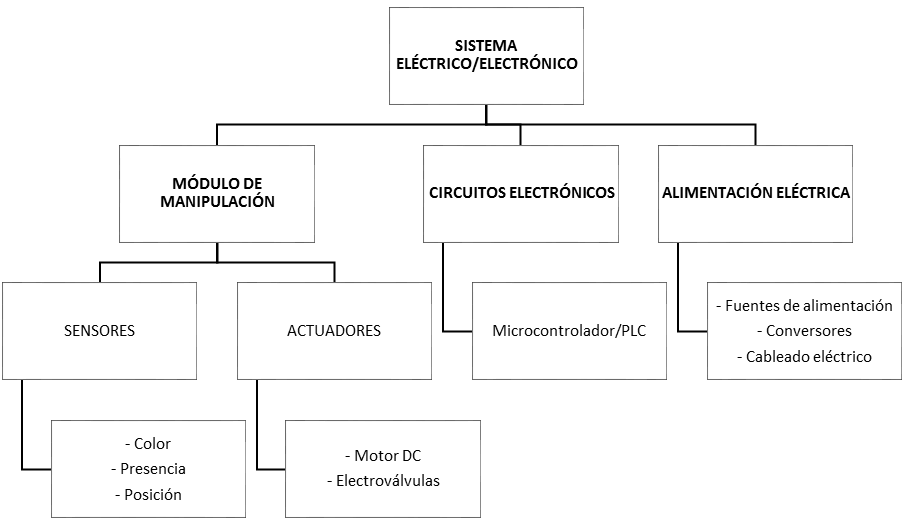 SISTEMA
ELÉCTRICO/ELECTRÓNICO
MÓDULO DE
MANIPULACIÓN
CIRCUITOS ELECTRÓNICOS
ALIMENTACIÓN ELÉCTRICA
SENSORES
ACTUADORES
Microcontrolador/PLC
- Fuentes de alimentación
- Conversores
- Cableado eléctrico
- Color
- Presencia
- Posición
- Motor DC
- Electroválvulas